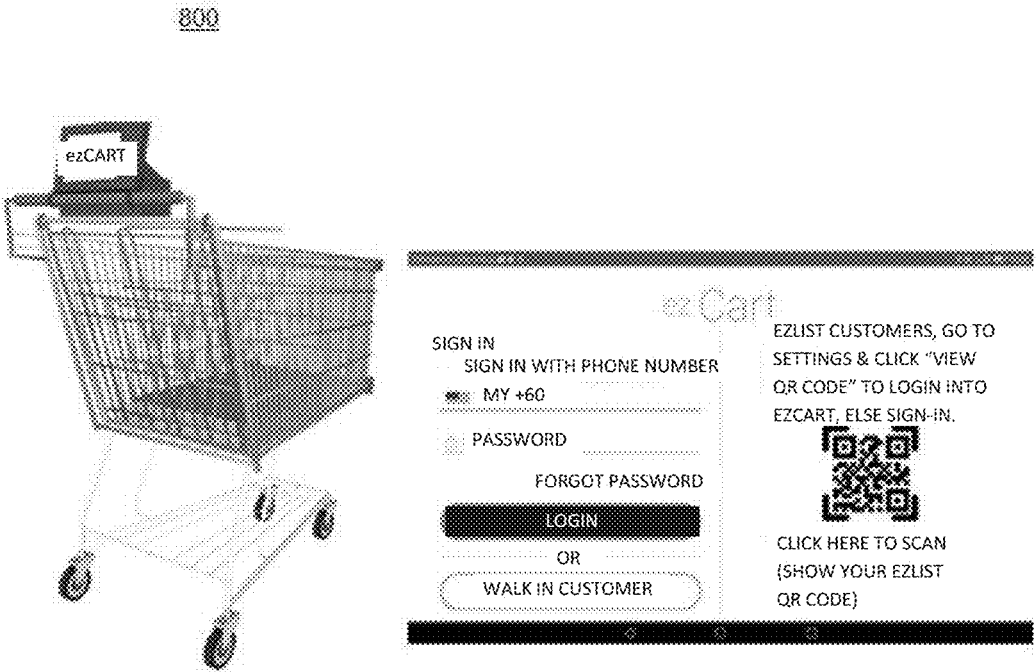 800
ezCART
ezCart
SIGN IN
SIGN IN WITH PHONE NUMBER
MY +60
PASSWORD
FORGOT PASSWORD
LOGIN
OR
WALK IN CUSTOMER
EZLIST CUSTOMERS, GO TO
SETTINGS & CLICK “VIEW
QR CODE” TO LOGIN INTO
EZCART, ELSE SIGN-IN.
CLICK HERE TO SCAN
(SHOW YOUR EZLIST
QR CODE)